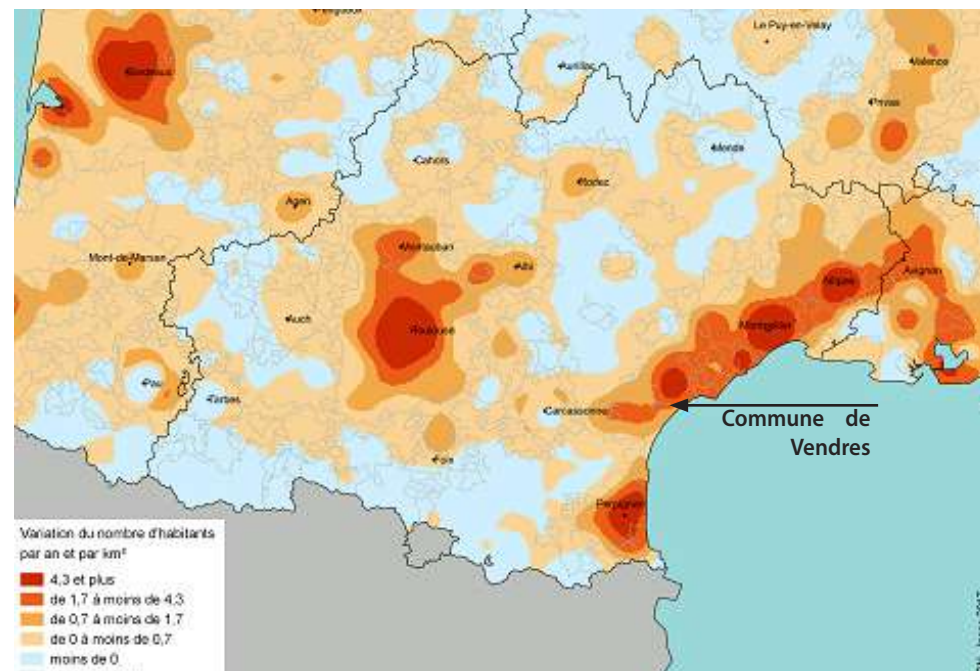 Le Puy-en-Velay
Bordeaux
Aurillac
Valence
Privas
Cahors
Mende
Rodez
Agen
Montauban
Mont-de-Marsan
Albi
Nîmes
Avignon
Auch
Toulouse
Montpellier
Pau
Tarbes
Carcassonne
Commune de
Vendres
Foix
Perpignan
Variation du nombre d'habitants
par an et par km²
4,3 et plus
de 1,7 à moins de 4,3
de 0,7 à moins de 1,7
de 0 à moins de 0,7
moins de 0